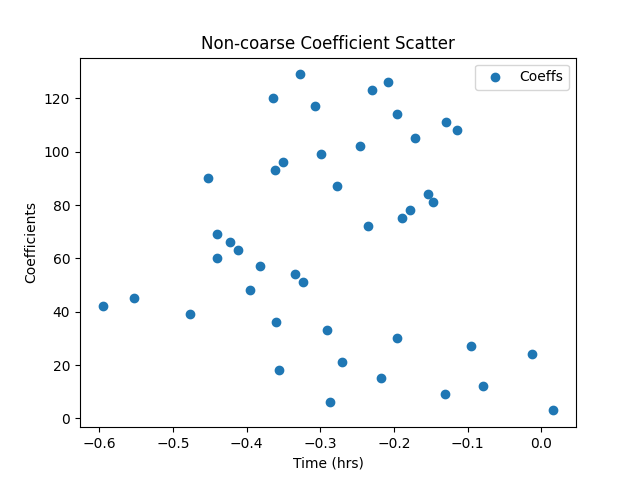 Non-coarse Coefficient Scatter
Coeffs
120
100
80
60
40
20
0
Coefficients
−0.6 −0.5 −0.4 −0.3 −0.2 −0.1 0.0
Time (hrs)